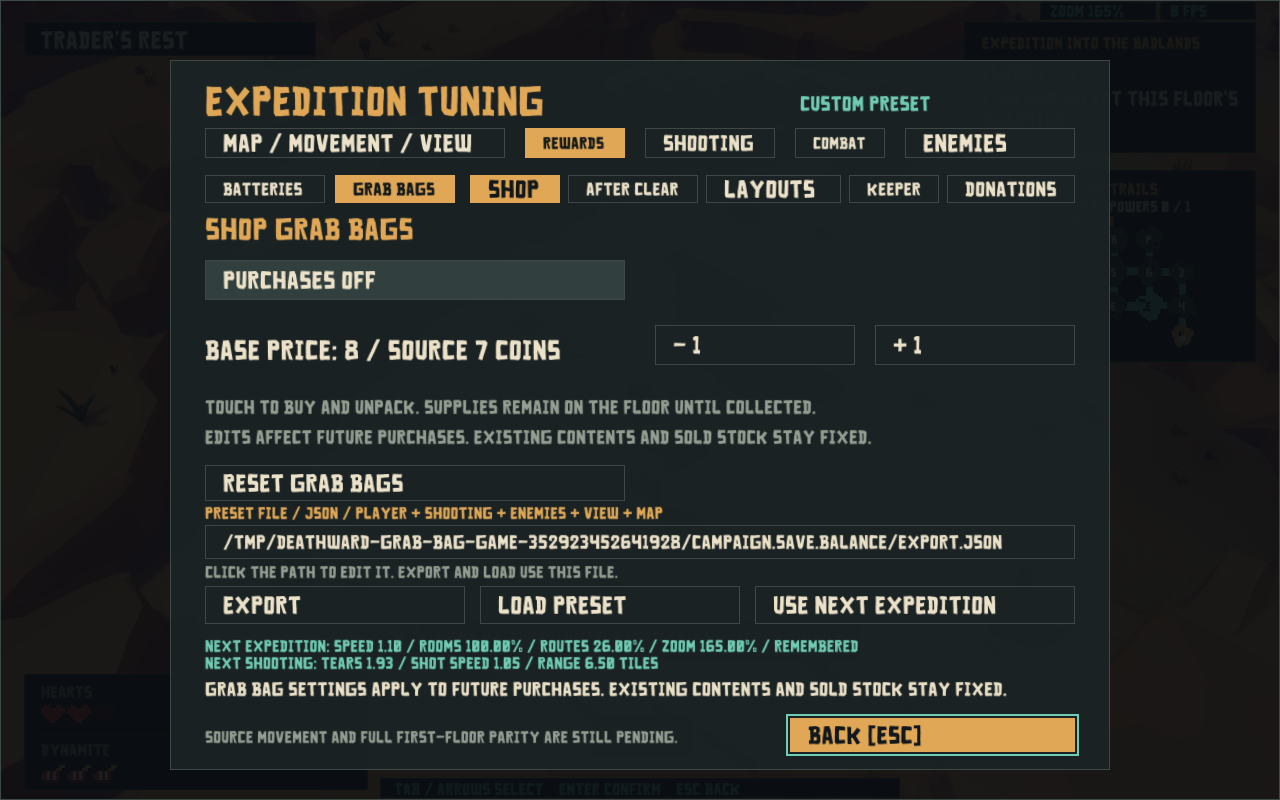 ZOOM 165% 8 FPS
TRADER'S REST
EXPEDITION INTO THE BADLANDS
EXPEDITION TUNING
CUSTOM PRESET
T THIS FLOOR'S
MAP / MOVEMENT / VIEW REWARDS SHOOTING COMBAT ENEMIES
BATTERIES GRAB BAGS SHOP AFTER CLEAR LAYOUTS KEEPER DONATIONS
TRAILS
POWERS 0 / 1
SHOP GRAB BAGS
PURCHASES OFF
BASE PRICE: 8 / SOURCE 7 COINS
- 1
+ 1
TOUCH TO BUY AND UNPACK. SUPPLIES REMAIN ON THE FLOOR UNTIL COLLECTED.
EDITS AFFECT FUTURE PURCHASES. EXISTING CONTENTS AND SOLD STOCK STAY FIXED.
RESET GRAB BAGS
PRESET FILE / JSON / PLAYER + SHOOTING + ENEMIES + VIEW + MAP
/TMP/DEATHWARD-GRAB-BAG-GAME-352923452641928/CAMPAIGN.SAVE.BALANCE/EXPORT.JSON
CLICK THE PATH TO EDIT IT. EXPORT AND LOAD USE THIS FILE.
EXPORT LOAD PRESET USE NEXT EXPEDITION
NEXT EXPEDITION: SPEED 1.10 / ROOMS 100.00% / ROUTES 26.00% / ZOOM 165.00% / REMEMBERED
NEXT SHOOTING: TEARS 1.93 / SHOT SPEED 1.05 / RANGE 6.50 TILES
GRAB BAG SETTINGS APPLY TO FUTURE PURCHASES. EXISTING CONTENTS AND SOLD STOCK STAY FIXED.
HEARTS
DYNAMITE
SOURCE MOVEMENT AND FULL FIRST-FLOOR PARITY ARE STILL PENDING.
BACK [ESC]
TAB / ARROWS SELECT ENTER CONFIRM ESC BACK